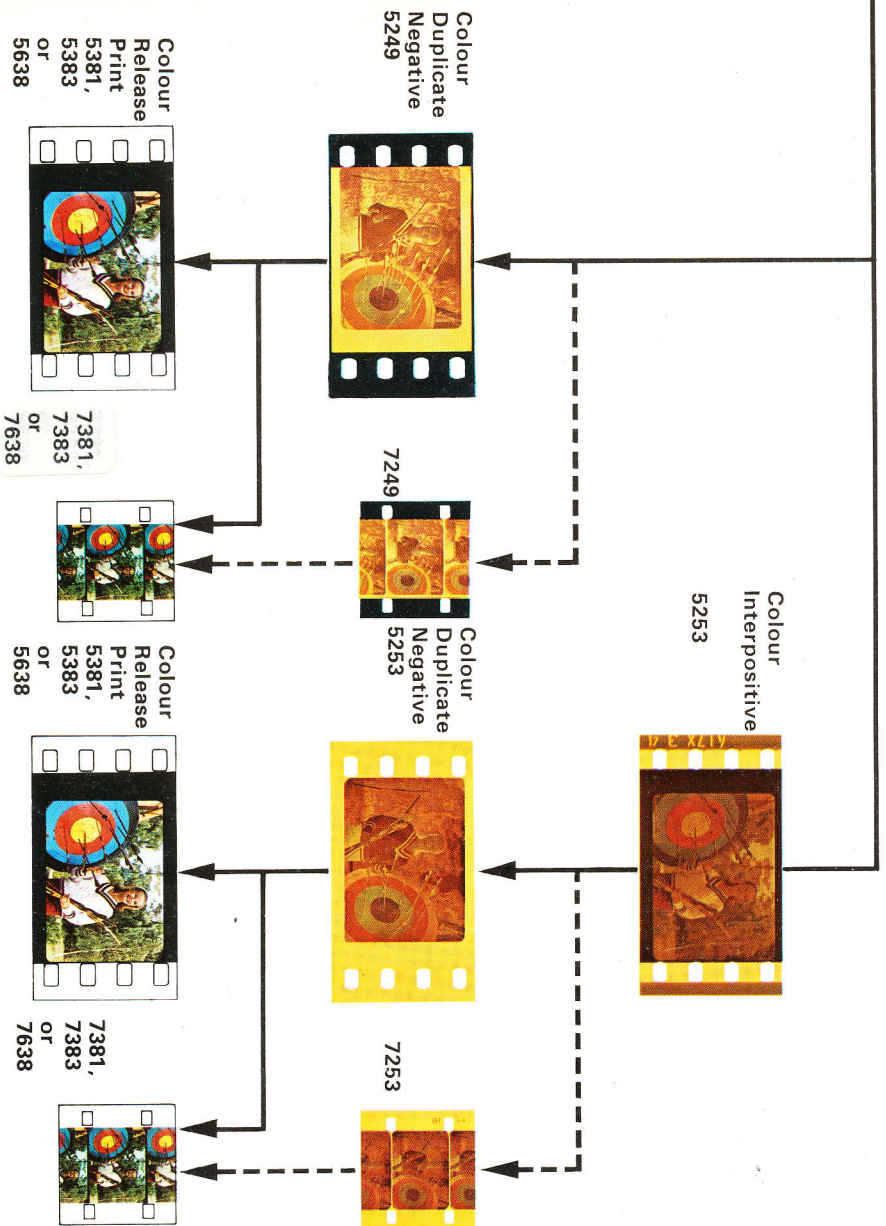 Colour
Interpositive
5253
Colour
Duplicate
Negative
5249
7249
Colour
Duplicate
Negative
5253
7253
Colour
Release
Print
5381,
5383
or
5638
7381,
7383
or
7638
Colour
Release
Print
5381,
5383
or
5638
7381,
7383
or
7638